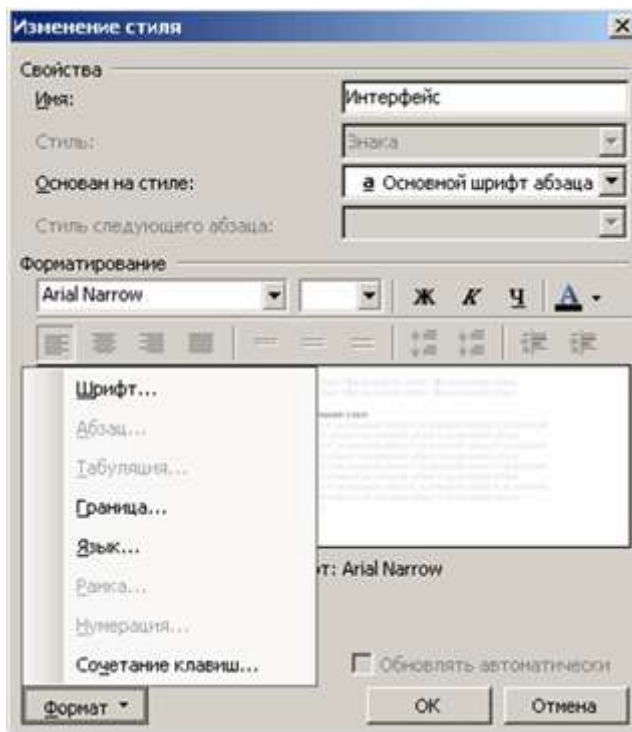 Изменение стиля
Свойства
Имя:
Интерфейс
Стиль:
Знака
Основан на стиле:
a Основной шрифт абзаца
Стиль следующего абзаца:
Форматирование
Arial Narrow
Ж К Ч A
Шрифт...
Абзац...
Табуляция...
Граница...
Язык...
Рамка...
Нумерация...
Сочетание клавиш...
т: Arial Narrow
Обновлять автоматически
Формат
ОК
Отмена